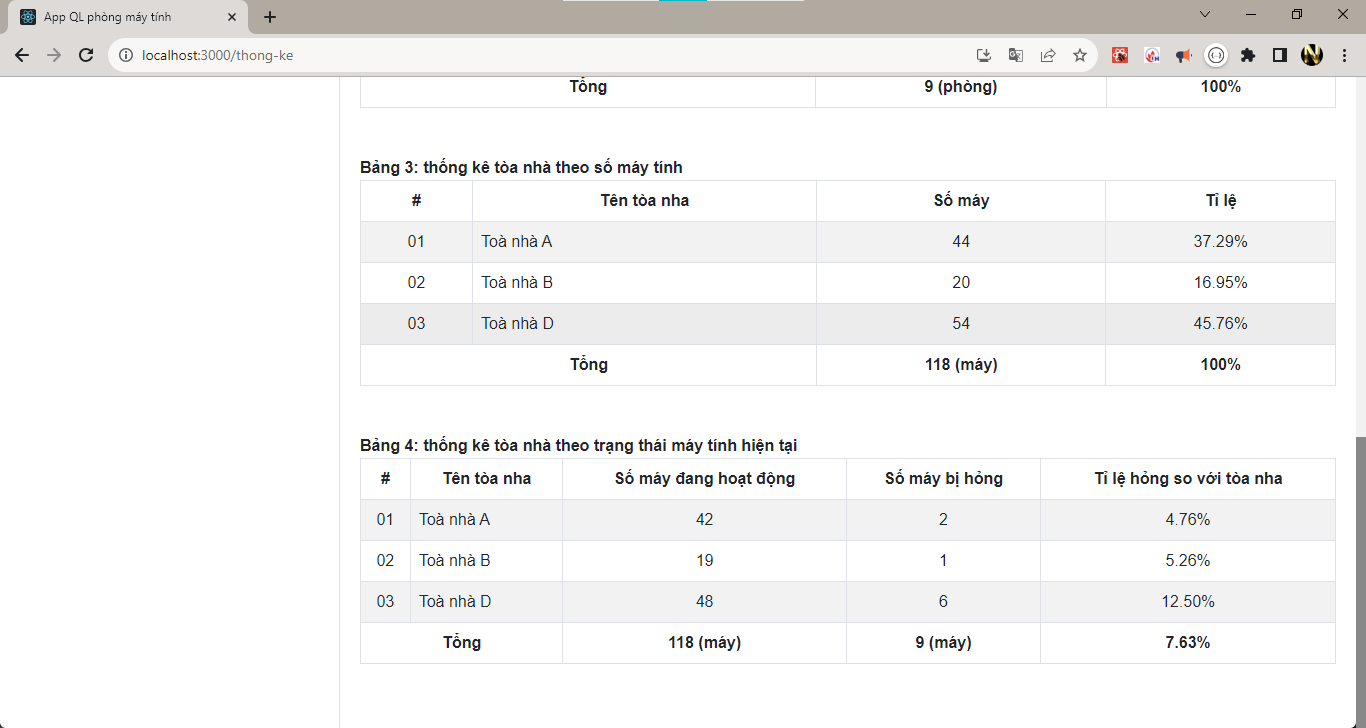 App QL phòng máy tính
localhost:3000/thong-ke
Tổng 9 (phòng) 100%
Bảng 3: thống kê tòa nhà theo số máy tính
# Tên tòa nha Số máy Tỉ lệ
01 Toà nhà A 44 37.29%
02 Toà nhà B 20 16.95%
03 Toà nhà D 54 45.76%
Tổng 118 (máy) 100%
Bảng 4: thống kê tòa nhà theo trạng thái máy tính hiện tại
# Tên tòa nha Số máy đang hoạt động Số máy bị hỏng Tỉ lệ hỏng so với tòa nha
01 Toà nhà A 42 2 4.76%
02 Toà nhà B 19 1 5.26%
03 Toà nhà D 48 6 12.50%
Tổng 118 (máy) 9 (máy) 7.63%